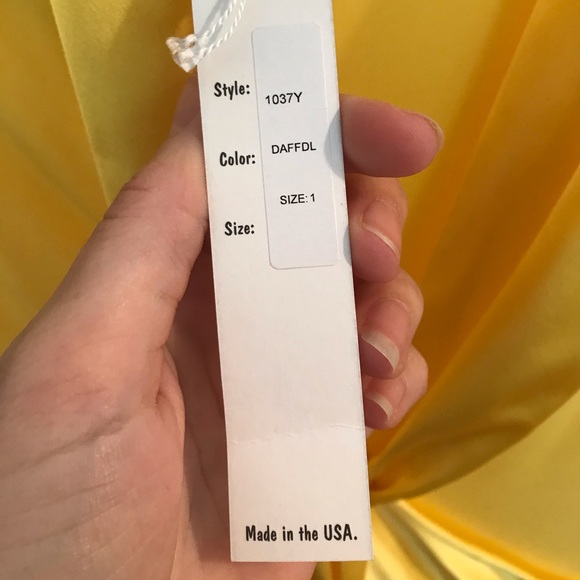 Style: 1037Y
Color: DAFFDL
Size: SIZE: 1
Made in the USA.